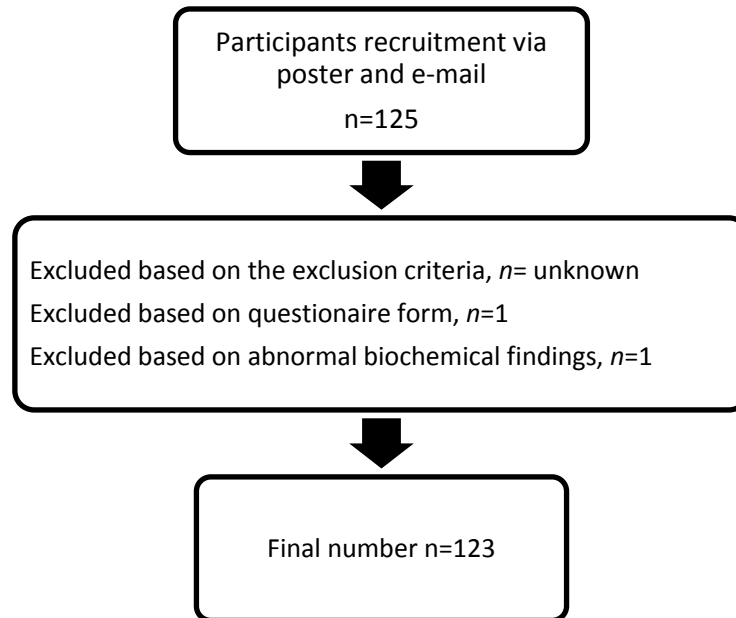 Participants recruitment via
poster and e-mail
n=125
Excluded based on the exclusion criteria, n= unknown
Excluded based on questionaire form, n=1
Excluded based on abnormal biochemical findings, n=1
Final number n=123